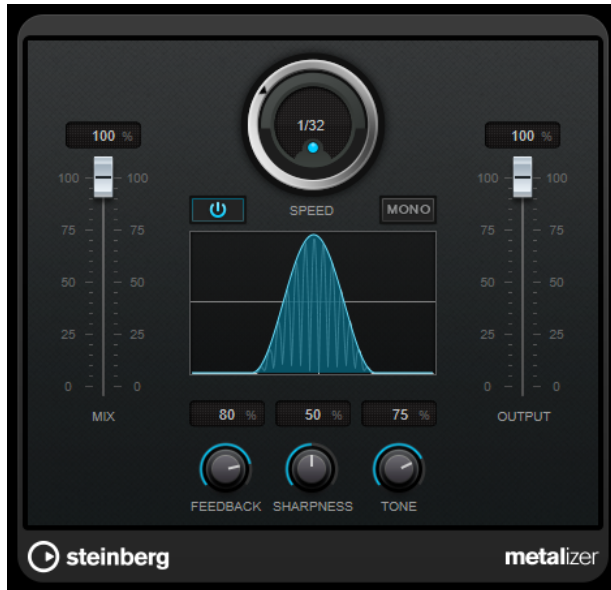 1/32
100 %
100 %
SPEED
MONO
100 100
75 75
50 50
25 25
0 0
MIX
100 100
75 75
50 50
25 25
0 0
OUTPUT
80 %
50 %
75 %
FEEDBACK
SHARPNESS
TONE
steinberg
metalizer